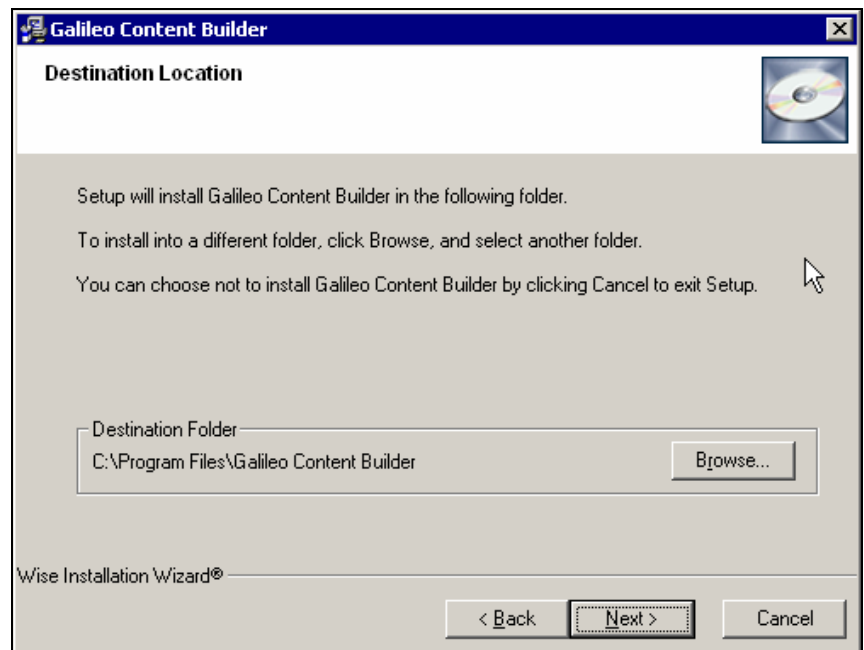 Galileo Content Builder
Destination Location
Setup will install Galileo Content Builder in the following folder.
To install into a different folder, click Browse, and select another folder.
You can choose not to install Galileo Content Builder by clicking Cancel to exit Setup.
Destination Folder
C:\Program Files\Galileo Content Builder
Browse...
Wise Installation Wizard®
< Back Next > Cancel